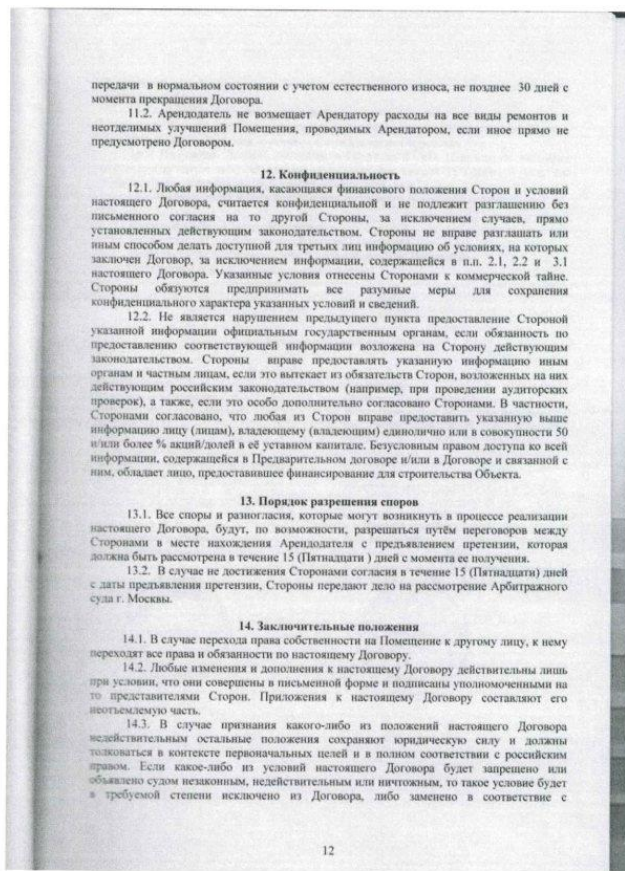 передачи в нормальном состоянии с учетом естественного износа, не позднее 30 дней с
момента прекращения Договора.
11.2. Арендодатель не возмещает Арендатору расходы на все виды ремонтов и
неотделимых улучшений Помещения, проводимых Арендатором, если иное прямо не
предусмотрено Договором.
12. Конфиденциальность
12.1. Любая информация, касающаяся финансового положения Сторон и условий
настоящего Договора, считается конфиденциальной и не подлежит разглашению без
письменного согласия на то другой Стороны, за исключением случаев, прямо
установленных действующим законодательством. Стороны не вправе разглашать или
иным способом делать доступной для третьих лиц информацию об условиях, на которых
заключен Договор, за исключением информации, содержащейся в п.п. 2.1, 2.2 и 3.1
настоящего Договора. Указанные условия отнесены Сторонами к коммерческой тайне.
Стороны обязуются предпринимать все разумные меры для сохранения
конфиденциального характера указанных условий и сведений.
12.2. Не является нарушением предыдущего пункта предоставление Стороной
указанной информации официальным государственным органам, если обязанность по
предоставлению соответствующей информации возложена на Сторону действующим
законодательством. Стороны вправе предоставлять указанную информацию иным
органам и частным лицам, если это вытекает из обязательств Сторон, возложенных на них
действующим российским законодательством (например, при проведении аудиторских
проверок), а также, если это особо дополнительно согласовано Сторонами. В частности,
Сторонами согласовано, что любая из Сторон вправе предоставить указанную выше
информацию лицу (лицам), владеющему (владеющим) единолично или в совокупности 50
и/или более % акций/долей в её уставном капитале. Безусловным правом доступа ко всей
информации, содержащейся в Предварительном договоре и/или в Договоре и связанной с
ним, обладает лицо, предоставившее финансирование для строительства Объекта.
13. Порядок разрешения споров
13.1. Все споры и разногласия, которые могут возникнуть в процессе реализации
настоящего Договора, будут, по возможности, разрешаться путём переговоров между
Сторонами в месте нахождения Арендодателя с предъявлением претензии, которая
должна быть рассмотрена в течение 15 (Пятнадцати ) дней с момента ее получения.
13.2. В случае не достижения Сторонами согласия в течение 15 (Пятнадцати) дней
с даты предъявления претензии, Стороны передают дело на рассмотрение Арбитражного
суда г. Москвы.
14. Заключительные положения
14.1. В случае перехода права собственности на Помещение к другому лицу, к нему
переходят все права и обязанности по настоящему Договору.
14.2. Любые изменения и дополнения к настоящему Договору действительны лишь
при условии, что они совершены в письменной форме и подписаны уполномоченными на
то представителями Сторон. Приложения к настоящему Договору составляют его
неотъемлемую часть.
14.3. В случае признания какого-либо из положений настоящего Договора
недействительным остальные положения сохраняют юридическую силу и должны
толковаться в контексте первоначальных целей и в полном соответствии с российским
правом. Если какое-либо из условий настоящего Договора будет запрещено или
объявлено судом незаконным, недействительным или ничтожным, то такое условие будет
в требуемой степени исключено из Договора, либо заменено в соответствие с
12